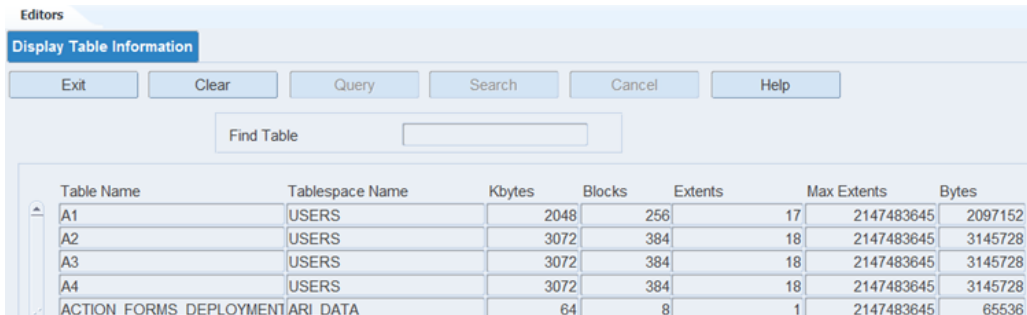 Editors
Display Table Information
Exit Clear Query Search Cancel Help
Find Table
Table Name Tablespace Name Kbytes Blocks Extents Max Extents Bytes
A1 USERS 2048 256 17 2147483645 2097152
A2 USERS 3072 384 18 2147483645 3145728
A3 USERS 3072 384 18 2147483645 3145728
A4 USERS 3072 384 18 2147483645 3145728
ACTION_FORMS_DEPLOYMENT ARI_DATA 64 8 1 2147483645 65536